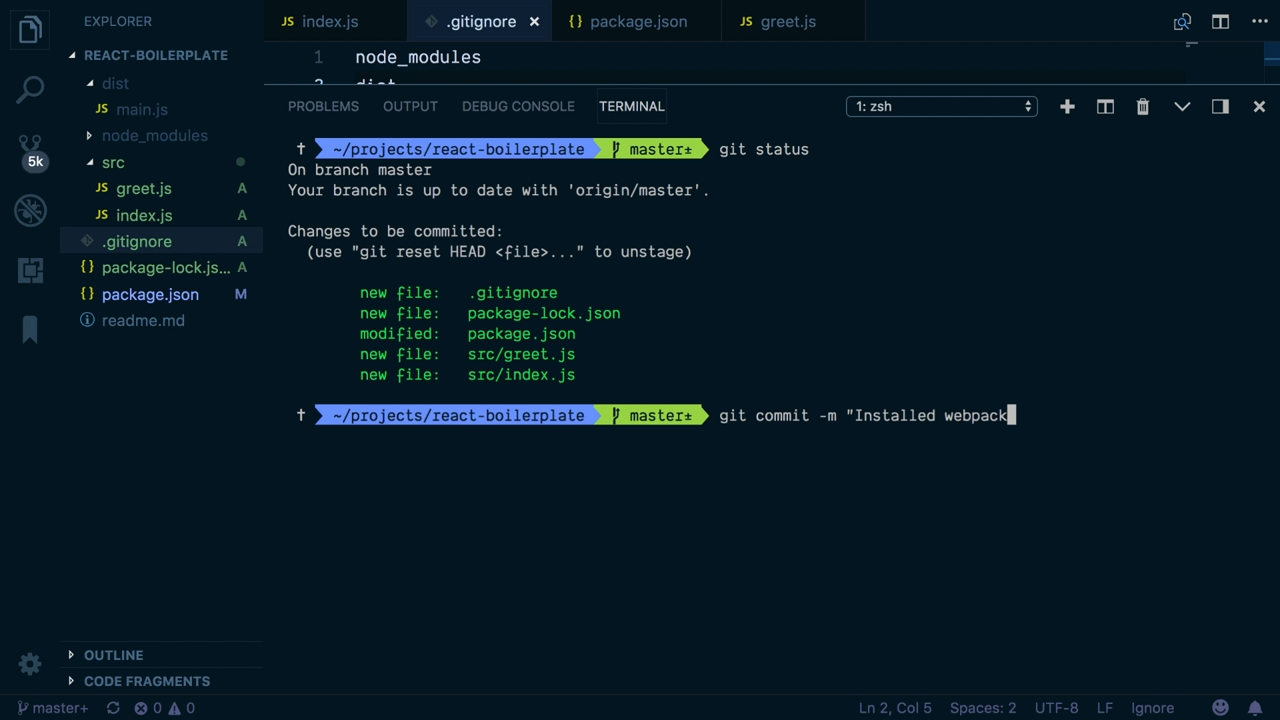 EXPLORER
index.js
.gitignore
{} package.json
JS greet.js
REACT-BOILERPLATE
1 node_modules
2 dist
dist
JS main.js
node_modules
src
JS greet.js A
JS index.js A
.gitignore A
{} package-lock.js... A
{} package.json M
readme.md
5k
PROBLEMS OUTPUT DEBUG CONSOLE TERMINAL 1: zsh
~/projects/react-boilerplate master± git status
On branch master
Your branch is up to date with 'origin/master'.
Changes to be committed:
(use "git reset HEAD <file>..." to unstage)
new file: .gitignore
new file: package-lock.json
modified: package.json
new file: src/greet.js
new file: src/index.js
~/projects/react-boilerplate master± git commit -m "Installed webpack
OUTLINE
CODE FRAGMENTS
master+ 0 0 Ln 2, Col 5 Spaces: 2 UTF-8 LF Ignore